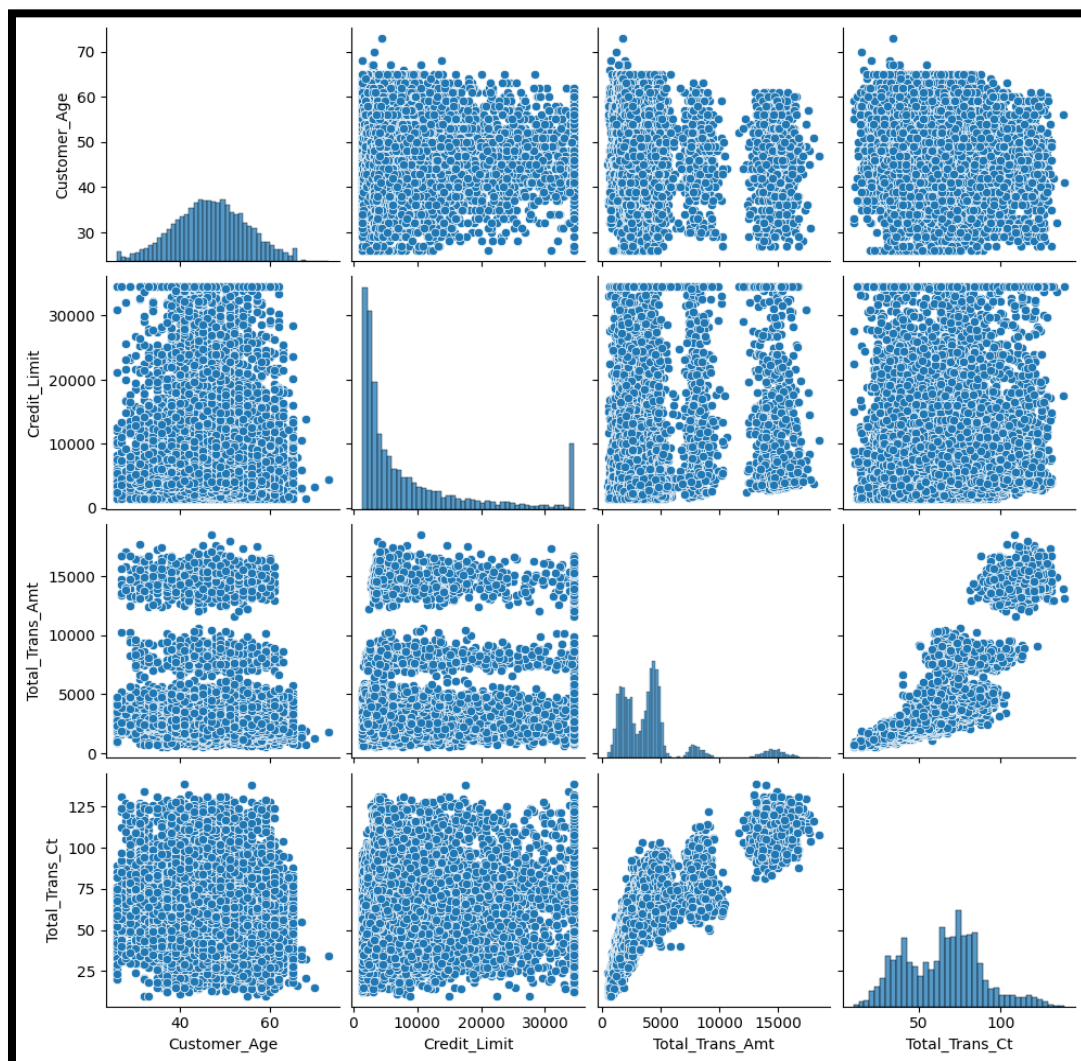 70
60
50
40
30
Customer_Age
30000
20000
10000
0
Credit_Limit
15000
10000
5000
0
Total_Trans_Amt
125
100
75
50
25
Total_Trans_Ct
40 60
Customer_Age
0 10000 20000 30000
Credit_Limit
0 5000 10000 15000
Total_Trans_Amt
50 100
Total_Trans_Ct